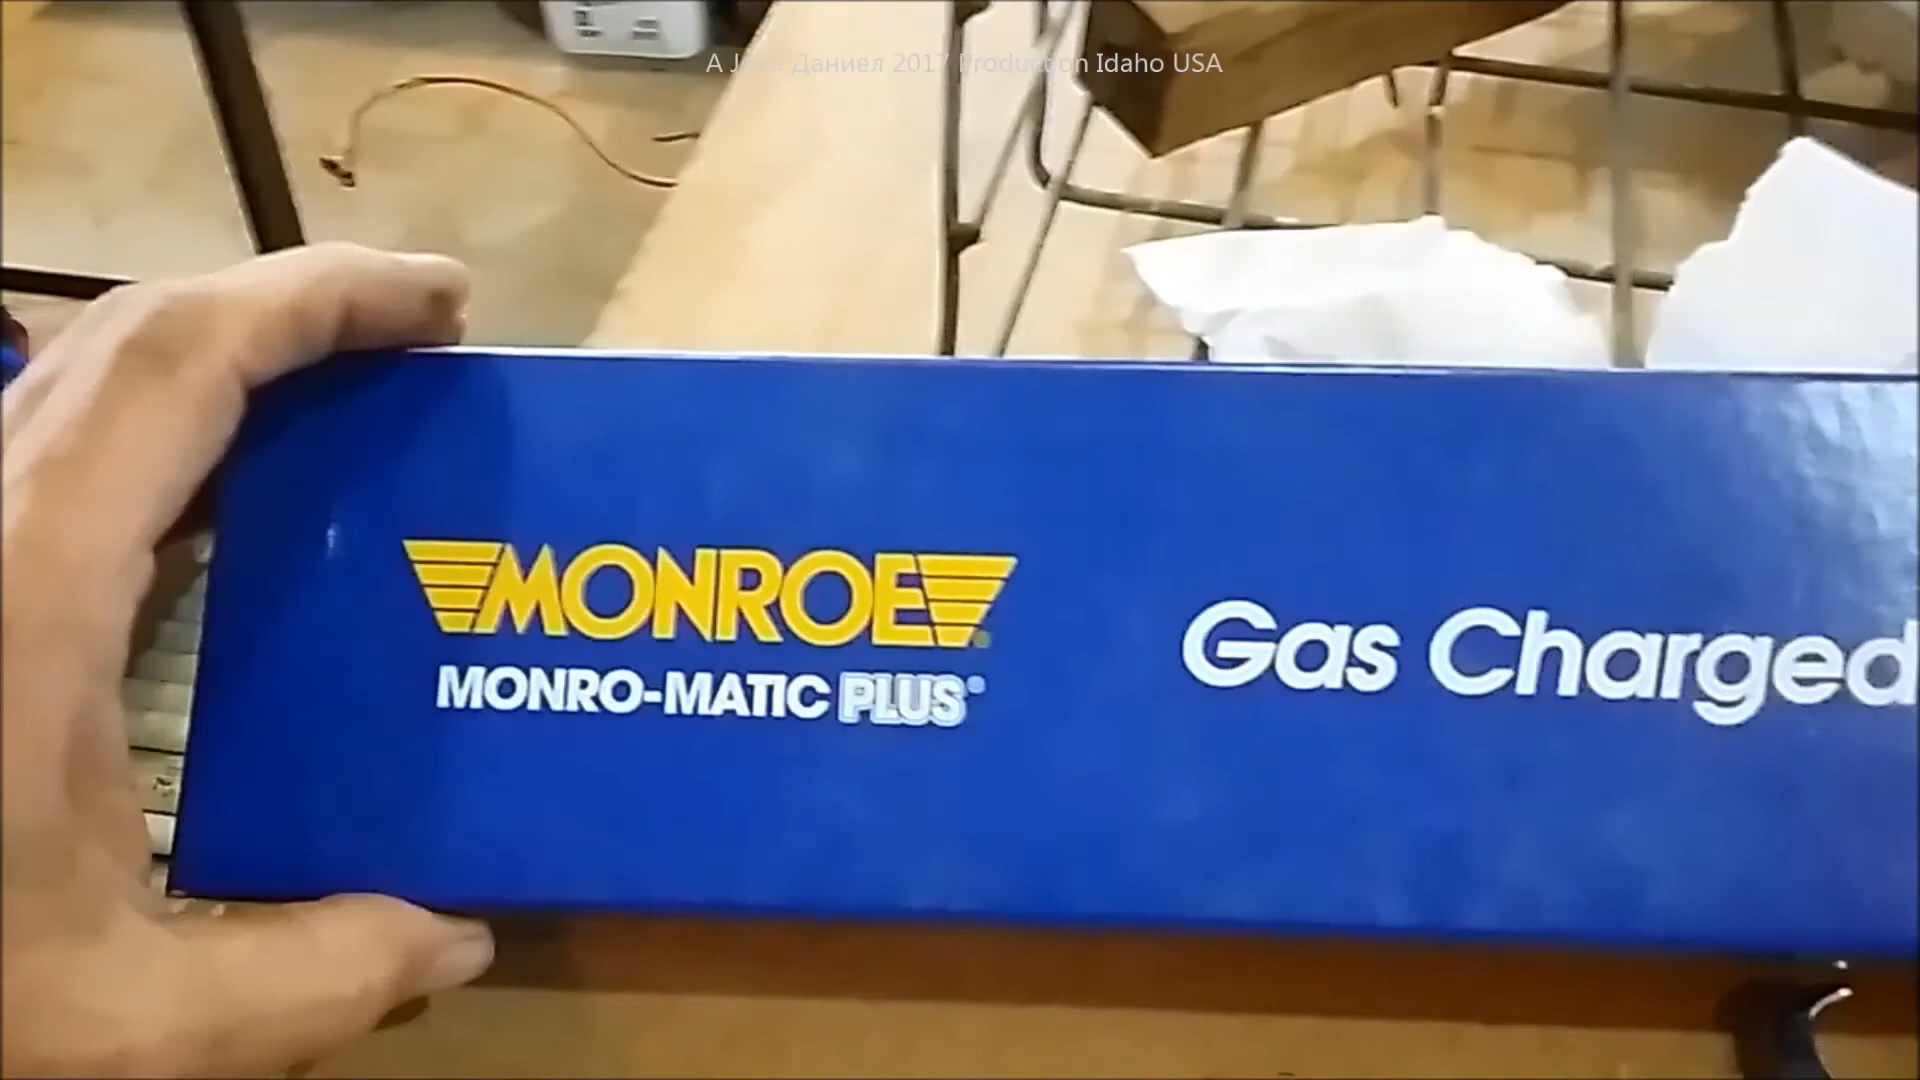 A Даниел 2017 Production Idaho USA
MONROE
MONRO-MATIC PLUS®
Gas Charged